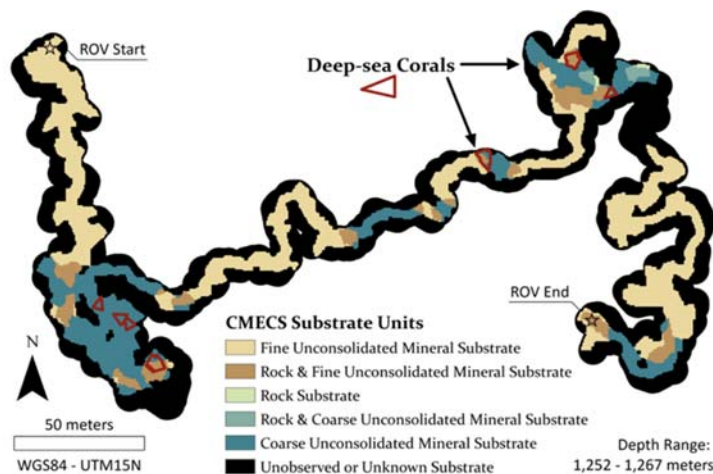 ROV Start
Deep-sea Corals
ROV End
N
CMECS Substrate Units
Fine Unconsolidated Mineral Substrate
Rock & Fine Unconsolidated Mineral Substrate
Rock Substrate
Rock & Coarse Unconsolidated Mineral Substrate
Coarse Unconsolidated Mineral Substrate
Unobserved or Unknown Substrate
50 meters
WGS84 - UTM15N
Depth Range:
1,252 - 1,267 meters